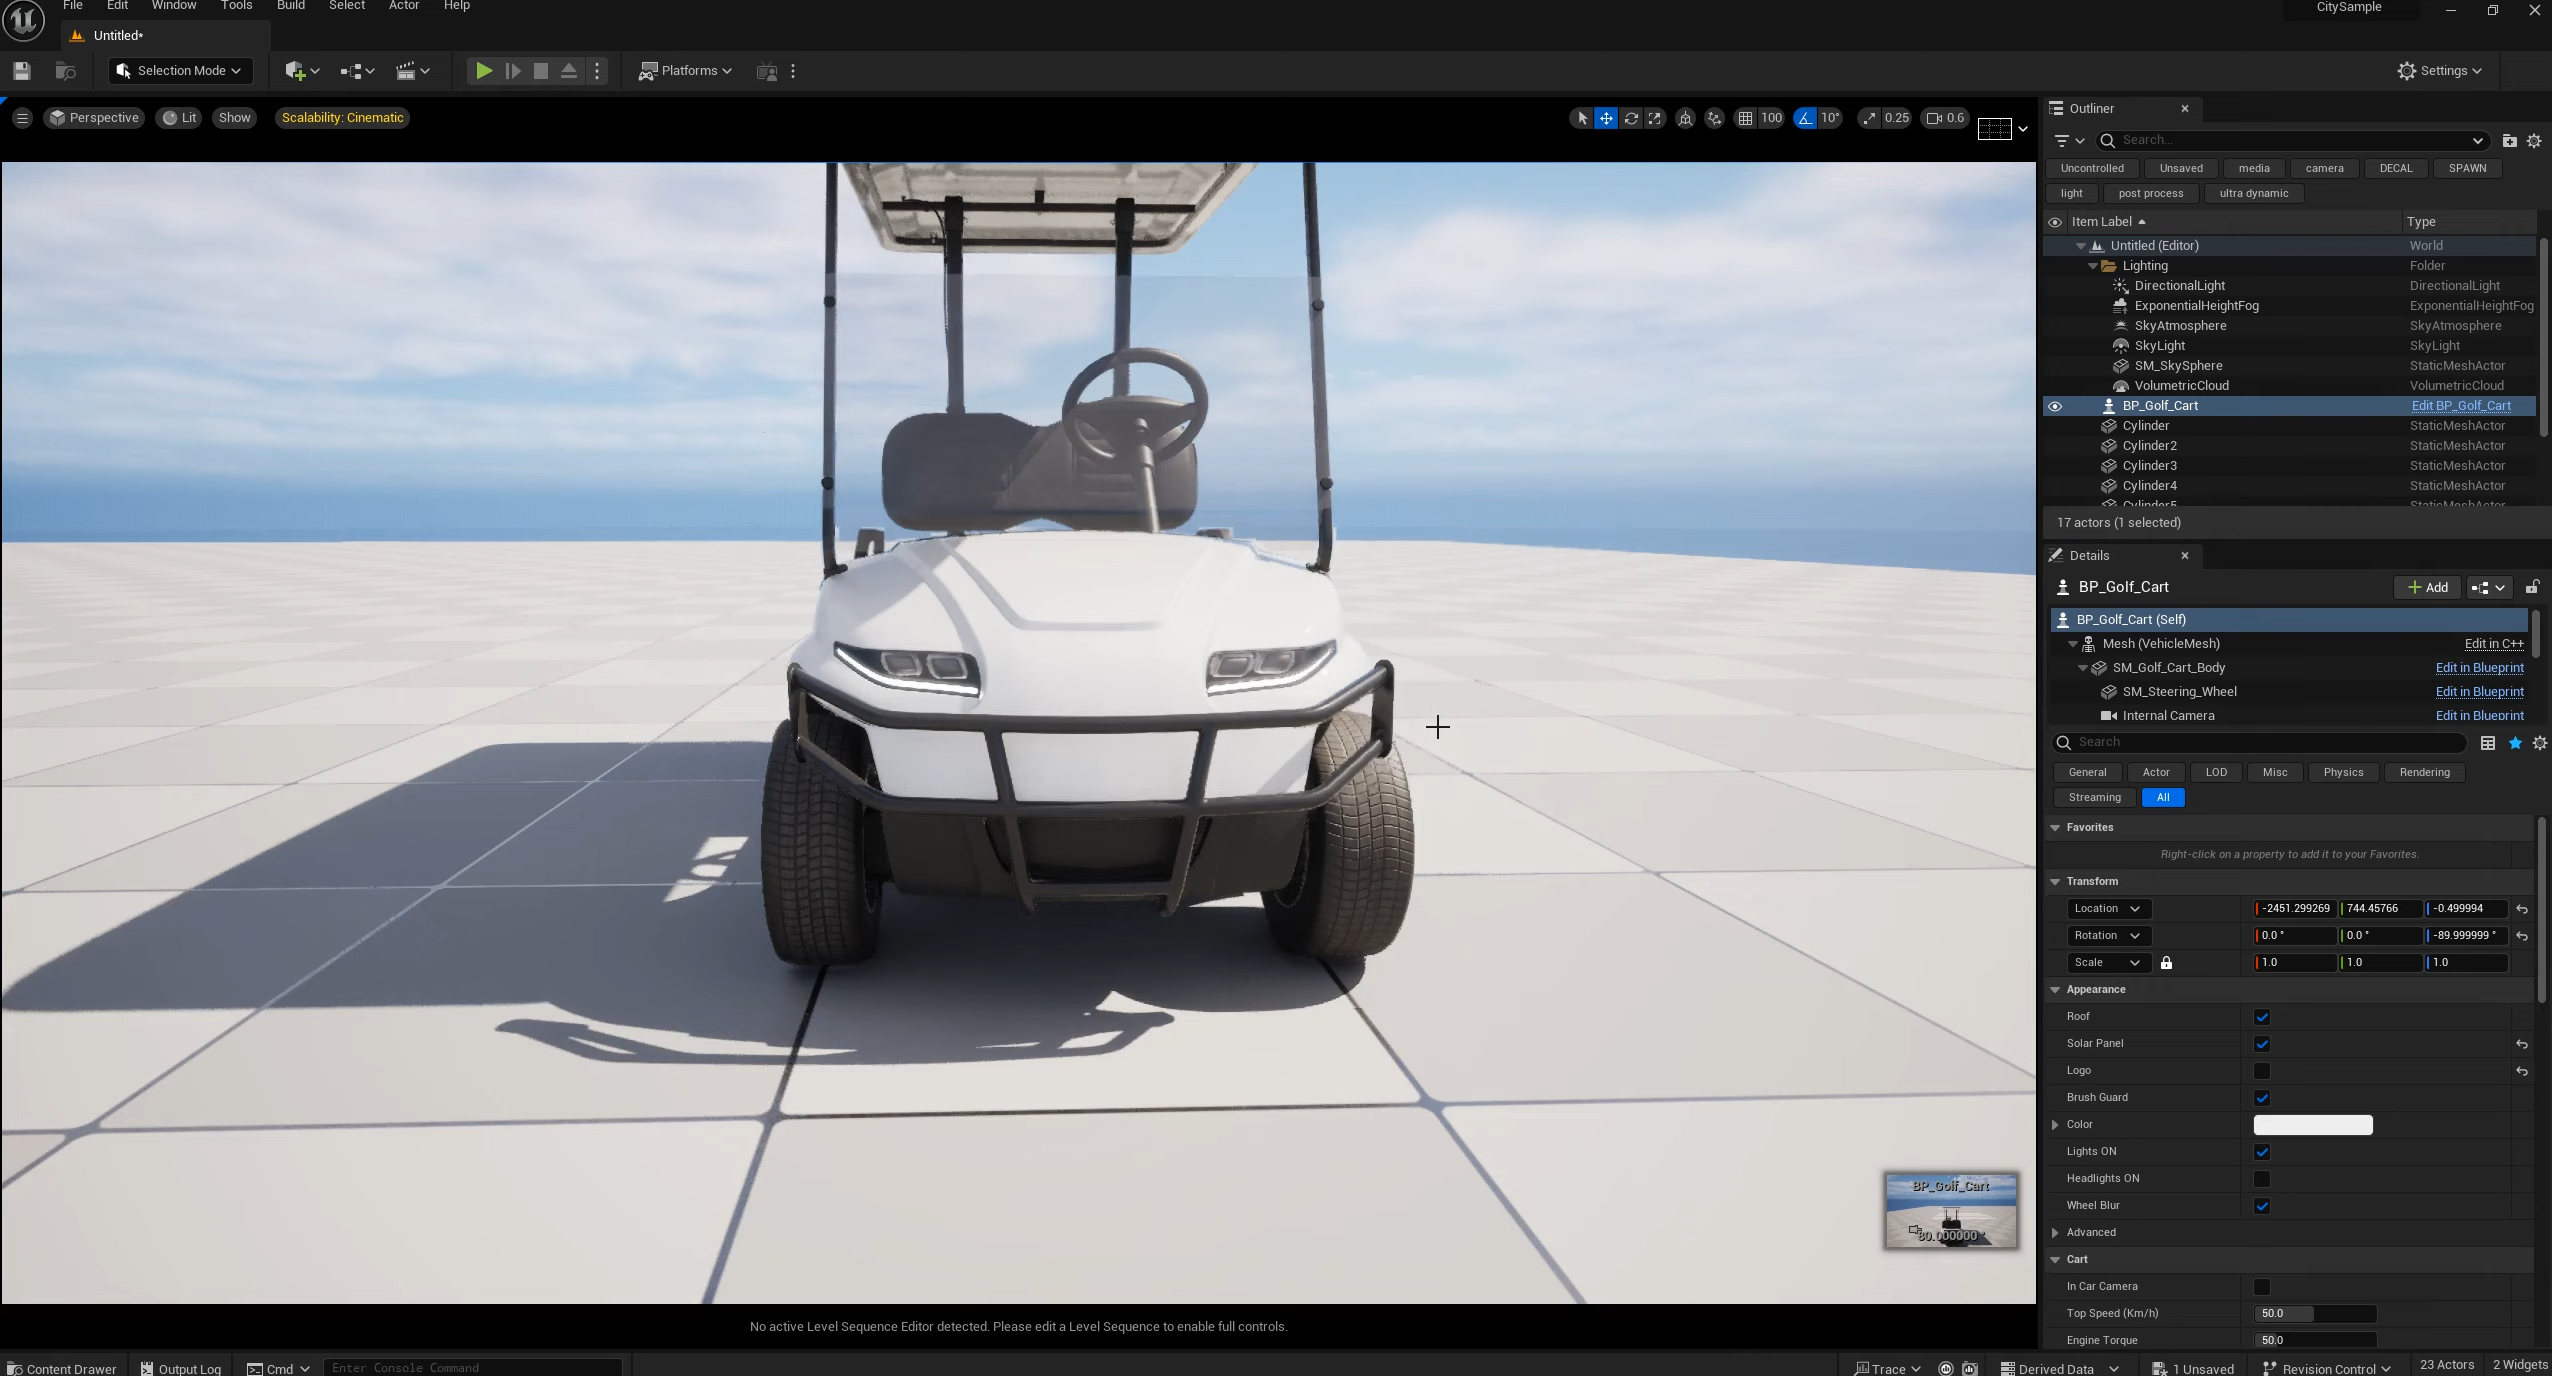 File Edit Window Tools Build Select Actor Help
CitySample
Untitled*
Selection Mode
Platforms
Settings
Perspective
Lit
Show
Scalability: Cinematic
100
10°
0.25
0.6
Outliner
Search...
Uncontrolled Unsaved media camera DECAL SPAWN
light post process ultra dynamic
Item Label Type
Untitled (Editor) World
Lighting Folder
DirectionalLight DirectionalLight
ExponentialHeightFog ExponentialHeightFog
SkyAtmosphere SkyAtmosphere
SkyLight SkyLight
SM_SkySphere StaticMeshActor
VolumetricCloud VolumetricCloud
BP_Golf_Cart Edit BP_Golf_Cart
Cylinder StaticMeshActor
Cylinder2 StaticMeshActor
Cylinder3 StaticMeshActor
Cylinder4 StaticMeshActor
Cylinder5 StaticMeshActor
17 actors (1 selected)
Details
BP_Golf_Cart
Add
BP_Golf_Cart (Self)
Mesh (VehicleMesh) Edit in C++
SM_Golf_Cart_Body Edit in Blueprint
SM_Steering_Wheel Edit in Blueprint
Internal Camera Edit in Blueprint
Search
General Actor LOD Misc Physics Rendering
Streaming All
Favorites
Right-click on a property to add it to your Favorites.
Transform
Location -2451.299269 744.45766 -0.499994
Rotation 0.0 ° 0.0 ° -89.999999 °
Scale 1.0 1.0 1.0
Appearance
Roof
Solar Panel
Logo
Brush Guard
Color
Lights ON
Headlights ON
Wheel Blur
Advanced
Cart
In Car Camera
Top Speed (Km/h) 50.0
Engine Torque 50.0
BP_Golf_Cart
80.000000 °
No active Level Sequence Editor detected. Please edit a Level Sequence to enable full controls.
Content Drawer
Output Log
Cmd
Enter Console Command
Trace
Derived Data
1 Unsaved
Revision Control
23 Actors
2 Widgets